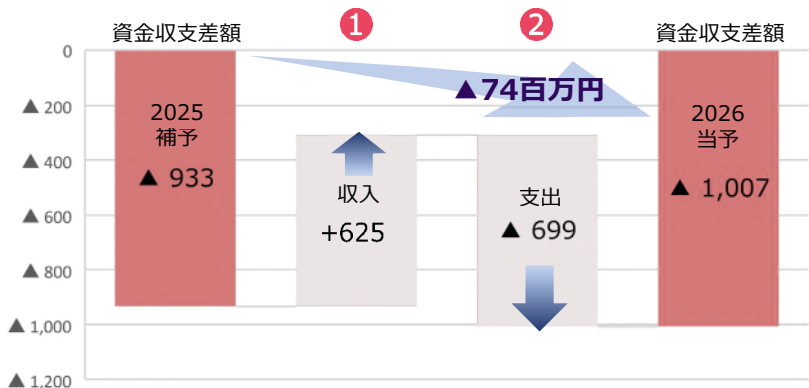 資金収支差額
❶
❷
資金収支差額
0
▲ 200
▲ 400
▲ 600
▲ 800
▲ 1,000
▲ 1,200
▲74百万円
2025
補予
▲ 933
収入
+625
支出
▲ 699
2026
当予
▲ 1,007